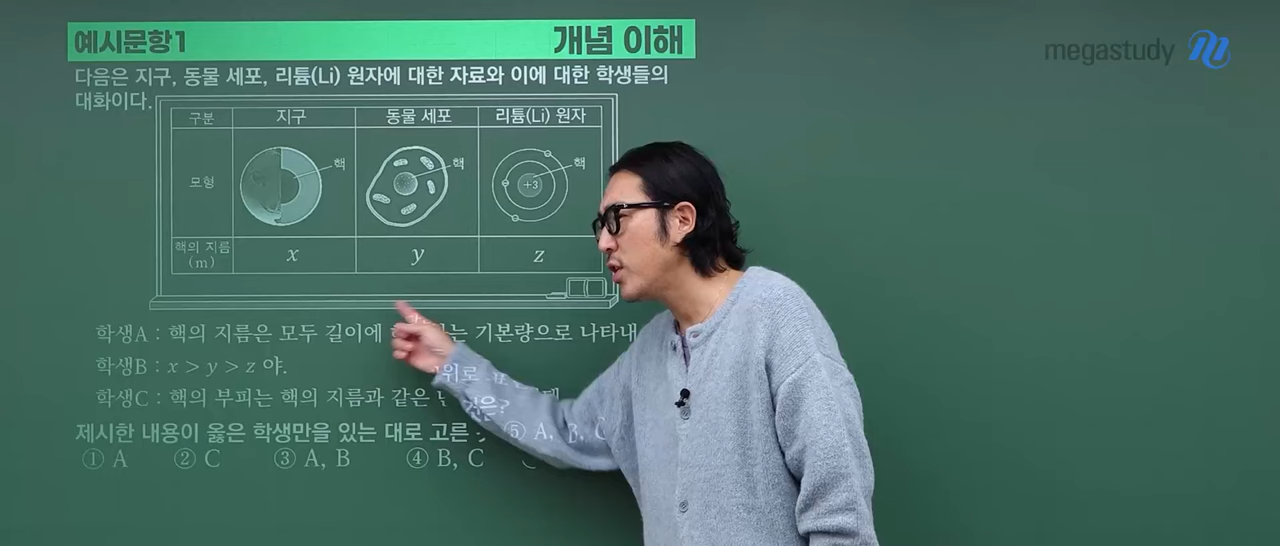 예시문항1 개념 이해
megastudy
다음은 지구, 동물 세포, 리튬(Li) 원자에 대한 자료와 이에 대한 학생들의
대화이다.
구분 지구 동물 세포 리튬(Li) 원자
모형 핵 핵 핵
+3
핵의 지름
(m) x y z
학생A : 핵의 지름은 모두 길이에 는 기본량으로 나타내
학생B : x > y > z 야.
위로
학생C : 핵의 부피는 핵의 지름과 같은
것은?
제시한 내용이 옳은 학생만을 있는 대로 고른
① A ② C ③ A, B ④ B, C ⑤ A, B, C